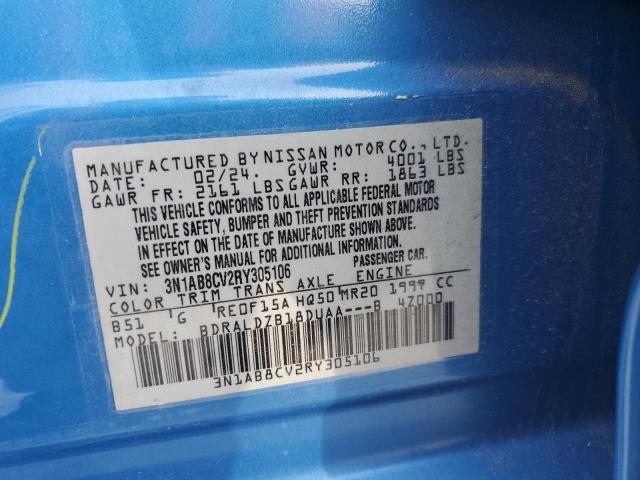 MANUFACTURED BY NISSAN MOTOR CO., LTD.
DATE: 02/24. GVWR: 4001 LBS
GAWR FR: 2161 LBS GAWR RR: 1863 LBS
THIS VEHICLE CONFORMS TO ALL APPLICABLE FEDERAL MOTOR
VEHICLE SAFETY, BUMPER AND THEFT PREVENTION STANDARDS
IN EFFECT ON THE DATE OF MANUFACTURE SHOWN ABOVE.
SEE OWNER'S MANUAL FOR ADDITIONAL INFORMATION.
VIN: 3N1AB8CV2RY305106 PASSENGER CAR.
COLOR TRIM TRANS AXLE ENGINE
B51 G RE0F15A HQ50 MR20 1999 CC
MODEL: BDRALDZB18DUAA---B 47000
3N1AB8CV2RY305106